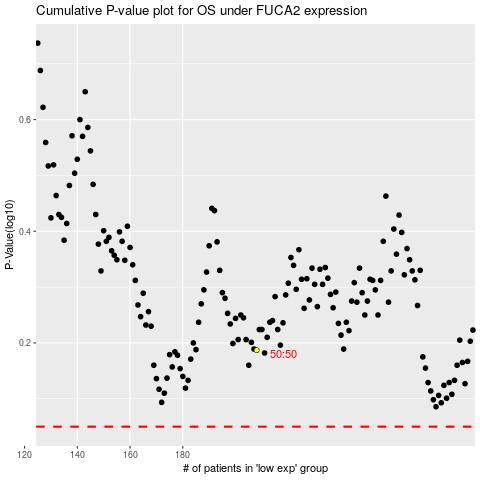 Cumulative P-value plot for OS under FUCA2 expression
P-Value(log10)
0.6
0.4
0.2
50:50
120 140 160 180
# of patients in 'low exp' group